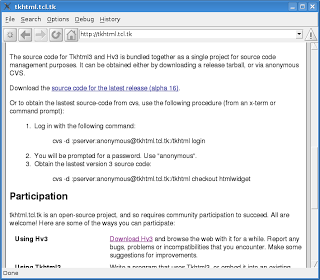 http://tkhtml.tcl.tk
File Search Options Debug History
http://tkhtml.tcl.tk
The source code for Tkhtml3 and Hv3 is bundled together as a single project for source code
management purposes. It can be obtained either by downloading a release tarball, or via anonymous
CVS.
Download the source code for the latest release (alpha 16).
Or to obtain the lastest source-code from cvs, use the following procedure (from an x-term or
command prompt):
1. Log in with the following command:
cvs -d :pserver:anonymous@tkhtml.tcl.tk:/tkhtml login
2. You will be prompted for a password. Use "anonymous".
3. Obtain the latest version 3 source code:
cvs -d :pserver:anonymous@tkhtml.tcl.tk:/tkhtml checkout htmlwidget
Participation
tkhtml.tcl.tk is an open-source project, and so requires community participation to succeed. All are
welcome! Here are some of the ways you can participate:
Using Hv3 Download Hv3 and browse the web with it for a while. Report any
bugs, problems or incompatibilities that you encounter. Make some
suggestions for improvements.
Using Tkhtml3 Write a program that uses Tkhtml3, or embed it into an existing
Done